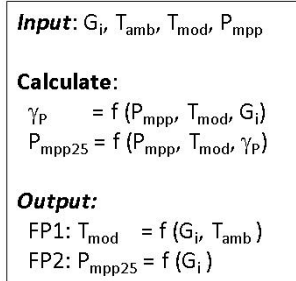 Input: Gᵢ, Tₐₘb, Tₘod, Pₘₚₚ
Calculate:
γP = f (Pₘₚₚ, Tₘod, Gᵢ)
Pₘₚₚ₂₅ = f (Pₘₚₚ, Tₘod, γP)
Output:
FP1: Tₘod = f (Gᵢ, Tₐₘb )
FP2: Pₘₚₚ₂₅ = f (Gᵢ )